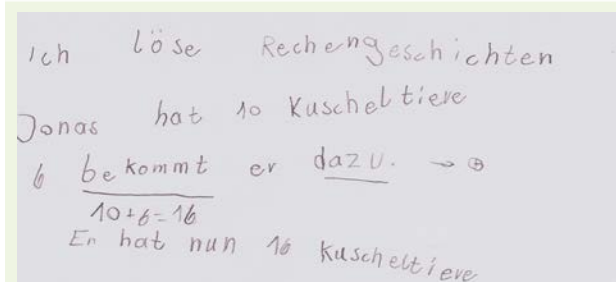 Ich löse Rechengeschichten
Jonas hat 10 Kuscheltiere
6 bekommt er dazu. → ⊕
10+6=16
Er hat nun 16 Kuscheltiere